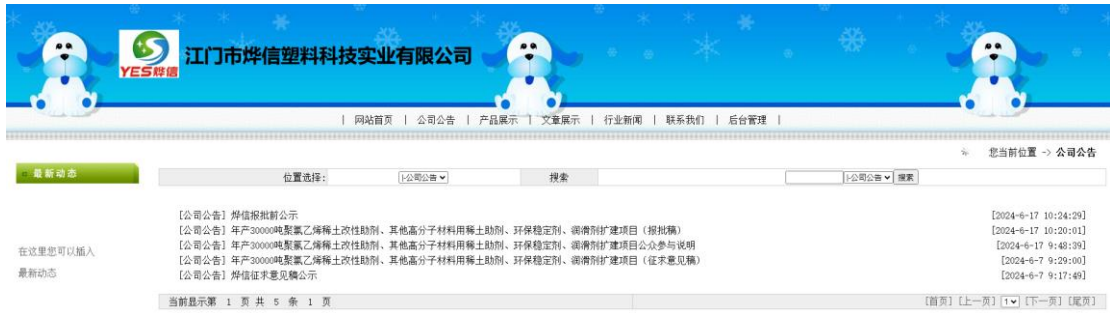 YES烨信
江门市烨信塑料科技实业有限公司
| 网站首页 | 公司公告 | 产品展示 | 文章展示 | 行业新闻 | 联系我们 | 后台管理 |
您当前位置 -> 公司公告
最新动态
位置选择: |-公司公告 搜索 |-公司公告 搜索
[公司公告] 烨信报批前公示 [2024-6-17 10:24:29]
[公司公告] 年产30000吨聚氯乙烯稀土改性助剂、其他高分子材料用稀土助剂、环保稳定剂、润滑剂扩建项目（报批稿） [2024-6-17 10:20:01]
[公司公告] 年产30000吨聚氯乙烯稀土改性助剂、其他高分子材料用稀土助剂、环保稳定剂、润滑剂扩建项目公众参与说明 [2024-6-17 9:48:39]
[公司公告] 年产30000吨聚氯乙烯稀土改性助剂、其他高分子材料用稀土助剂、环保稳定剂、润滑剂扩建项目（征求意见稿） [2024-6-7 9:29:00]
[公司公告] 烨信征求意见稿公示 [2024-6-7 9:17:49]
在这里您可以插入
最新动态
当前显示第 1 页 共 5 条 1 页 [首页] [上一页] 1 [下一页] [尾页]